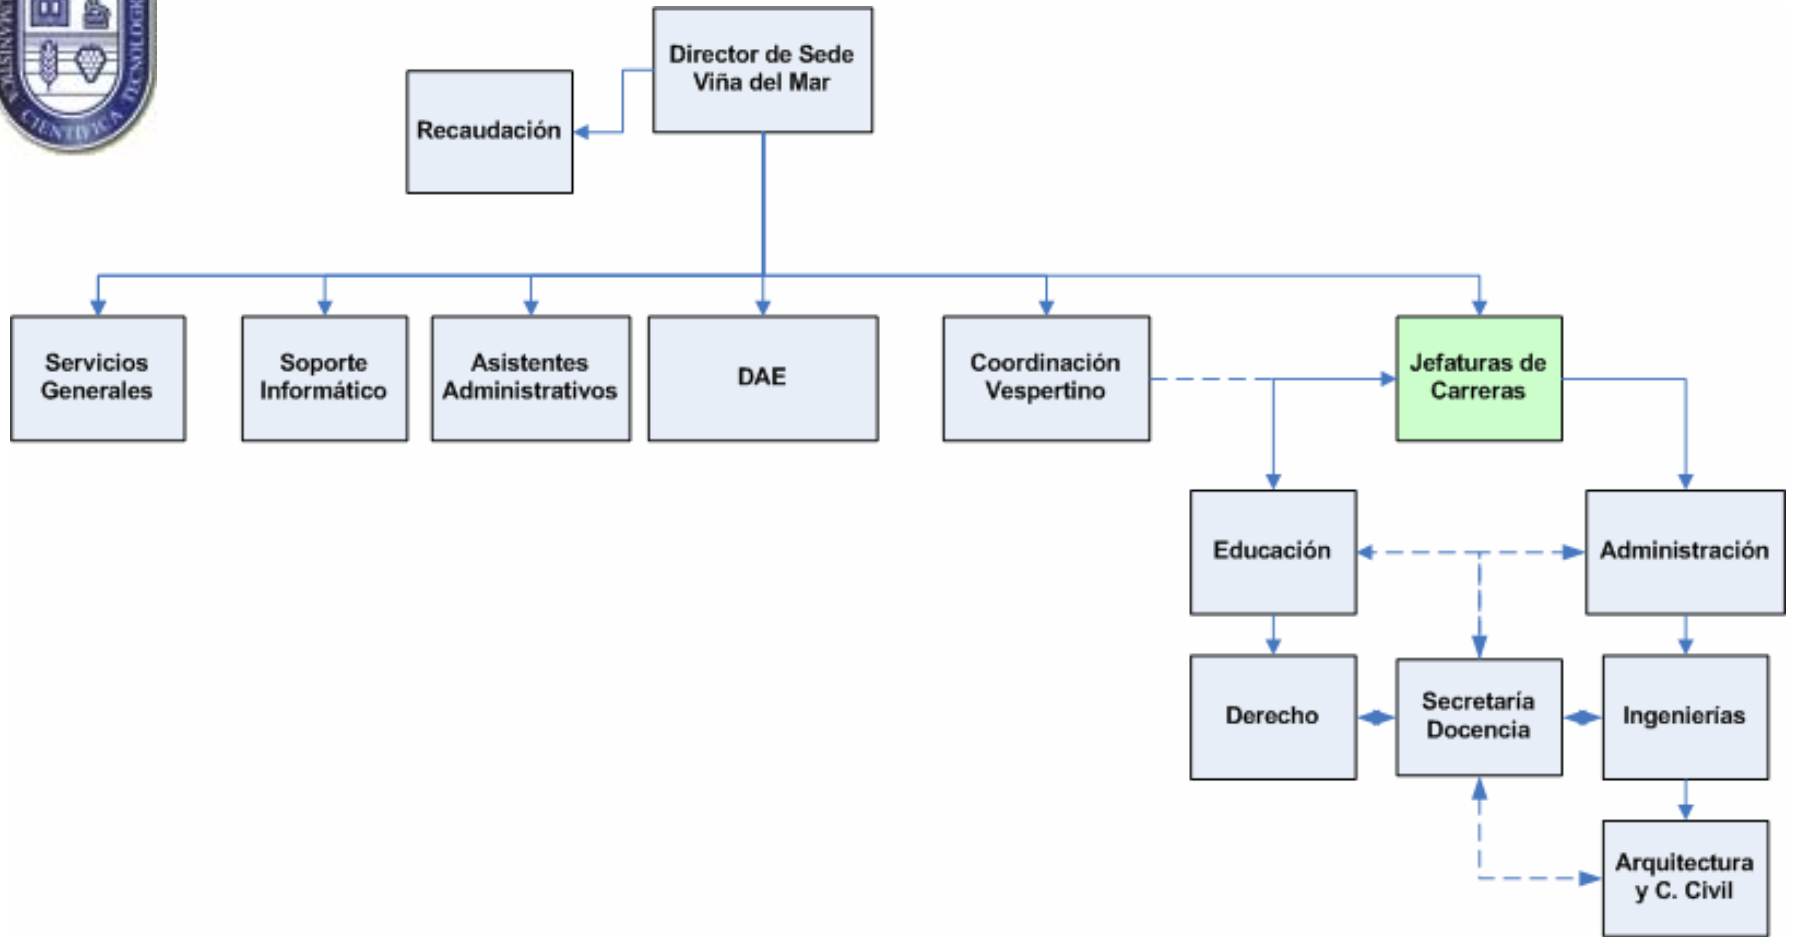 CIENTÍFICA
Director de Sede
Viña del Mar
Recaudación
Servicios
Generales
Soporte
Informático
Asistentes
Administrativos
DAE
Coordinación
Vespertino
Jefaturas de
Carreras
Educación
Administración
Derecho
Secretaría
Docencia
Ingenierías
Arquitectura
y C. Civil